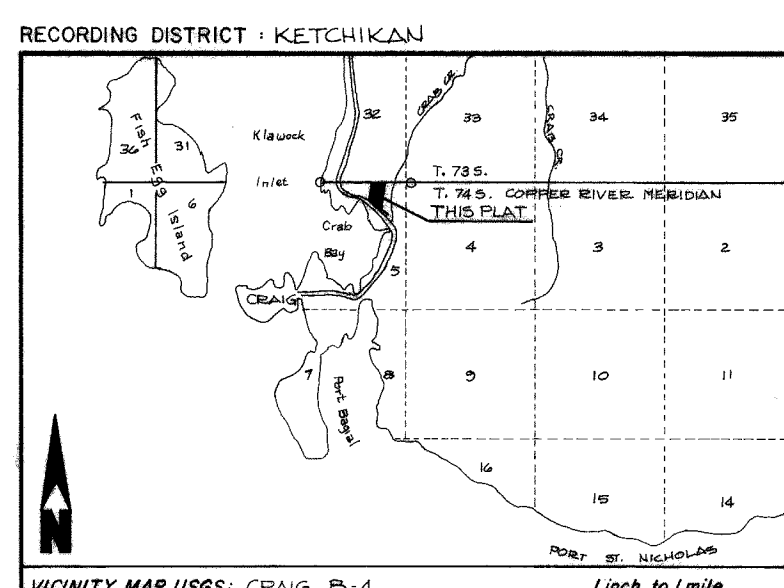 RECORDING DISTRICT : KETCHIKAN
32
CRAB CR.
33
CRAB CR.
34
35
Fish Egg Island
36
31
Klawock
Inlet
T. 73S.
T. 74S. COPPER RIVER MERIDIAN
THIS PLAT
1
6
Crab
Bay
5
4
3
2
CRAIG
7
Port Bagial
8
9
10
11
16
15
14
PORT ST. NICHOLAS
N
VICINITY MAP USGS: CRAIG B-4
1 inch to 1 mile